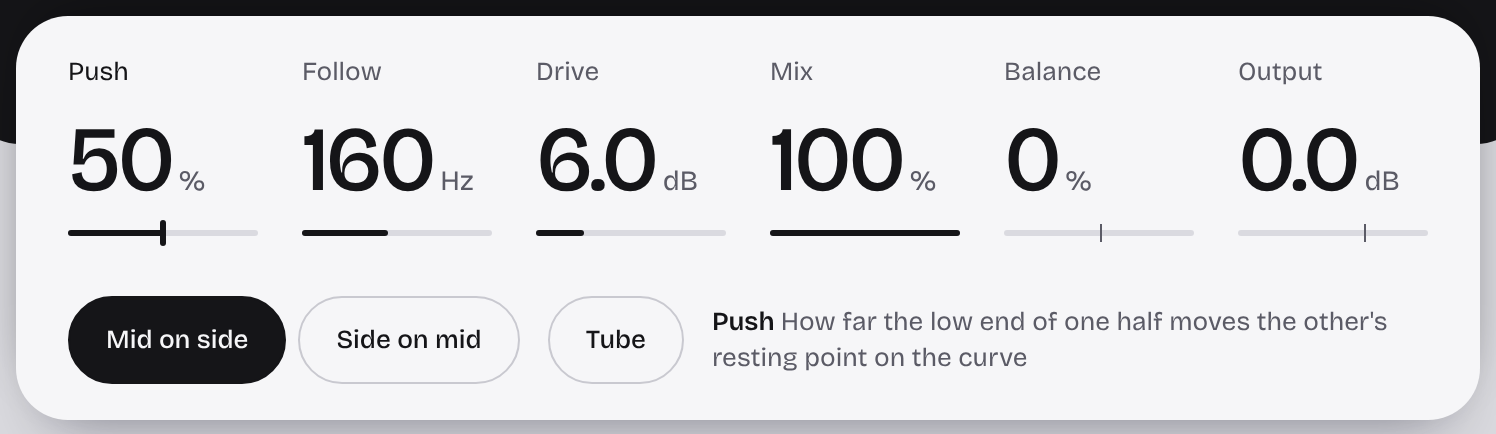 Push Follow Drive Mix Balance Output
50 % 160 Hz 6.0 dB 100 % 0 % 0.0 dB
Mid on side Side on mid Tube
Push How far the low end of one half moves the other's
resting point on the curve